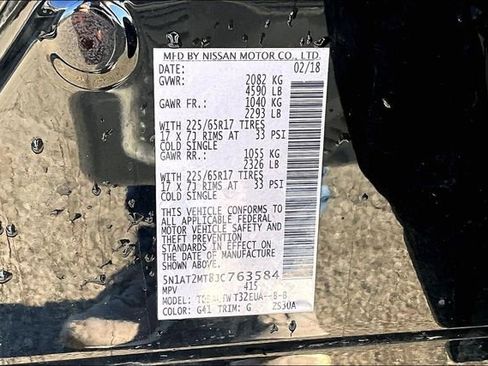 MFD BY NISSAN MOTOR CO., LTD.
DATE: 02/18
GVWR: 2082 KG
4590 LB
GAWR FR: 1040 KG
2293 LB
WITH 225/65R17 TIRES
17 X 7J RIMS AT 33 PSI
COLD SINGLE
GAWR RR: 1055 KG
2326 LB
WITH 225/65R17 TIRES
17 X 7J RIMS AT 33 PSI
COLD SINGLE
THIS VEHICLE CONFORMS TO
ALL APPLICABLE FEDERAL
MOTOR VEHICLE SAFETY AND
THEFT PREVENTION
STANDARDS IN EFFECT ON
THE DATE OF MANUFACTURE
SHOWN ABOVE.
5N1AT2MT8JC763584
MPV 415
MODEL:
COLOR: G41 TRIM: G